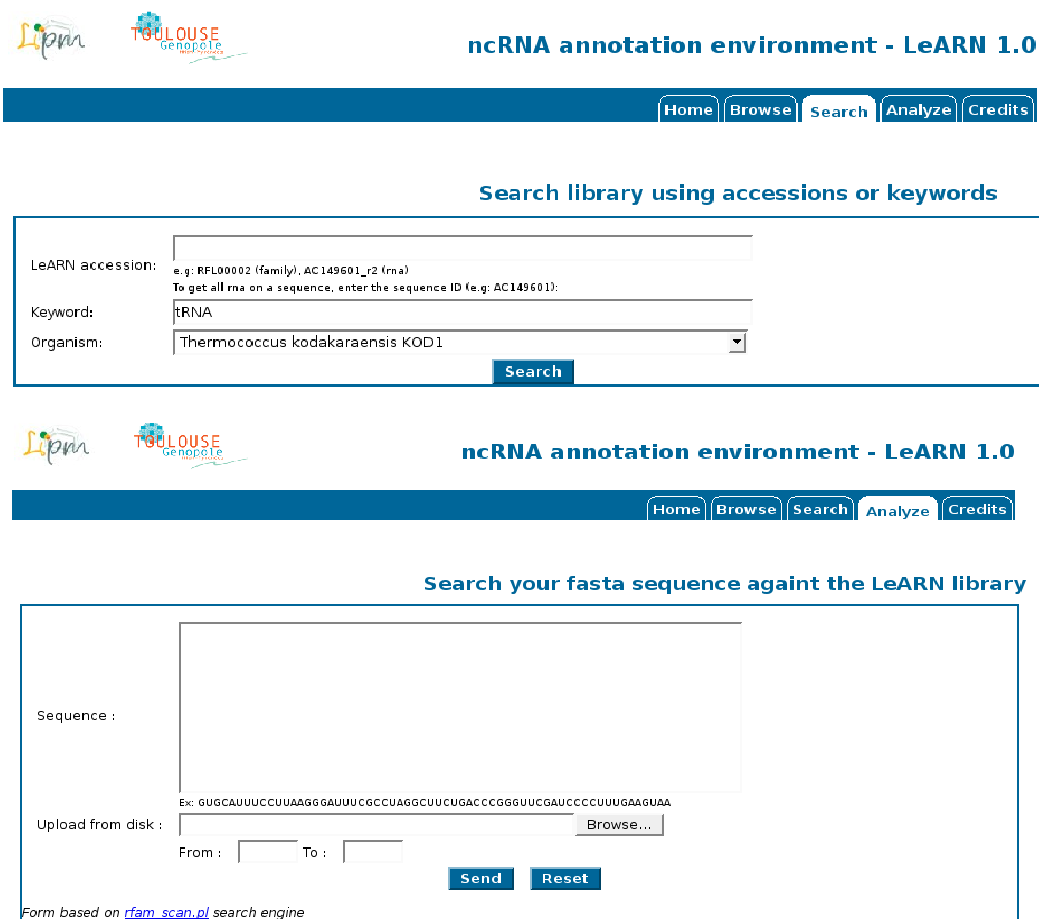 Lipm
TOULOUSE
Genopole
ncRNA annotation environment - LeARN 1.0
Home Browse Search Analyze Credits
Search library using accessions or keywords
LeARN accession:
e.g: RFL00002 (family), AC149601_r2 (rna)
To get all rna on a sequence, enter the sequence ID (e.g: AC149601):
Keyword: tRNA
Organism: Thermococcus kodakaraensis KOD1
Search
Lipm
TOULOUSE
Genopole
ncRNA annotation environment - LeARN 1.0
Home Browse Search Analyze Credits
Search your fasta sequence againt the LeARN library
Sequence :
Ex: GUGCAUUUCCUUAAGGGAUUUCGCCUAGGCUUCUGACCCGGGUUCGAUCCCCUUUGAAGUAA
Upload from disk : Browse...
From : To :
Send Reset
Form based on rfam_scan.pl search engine